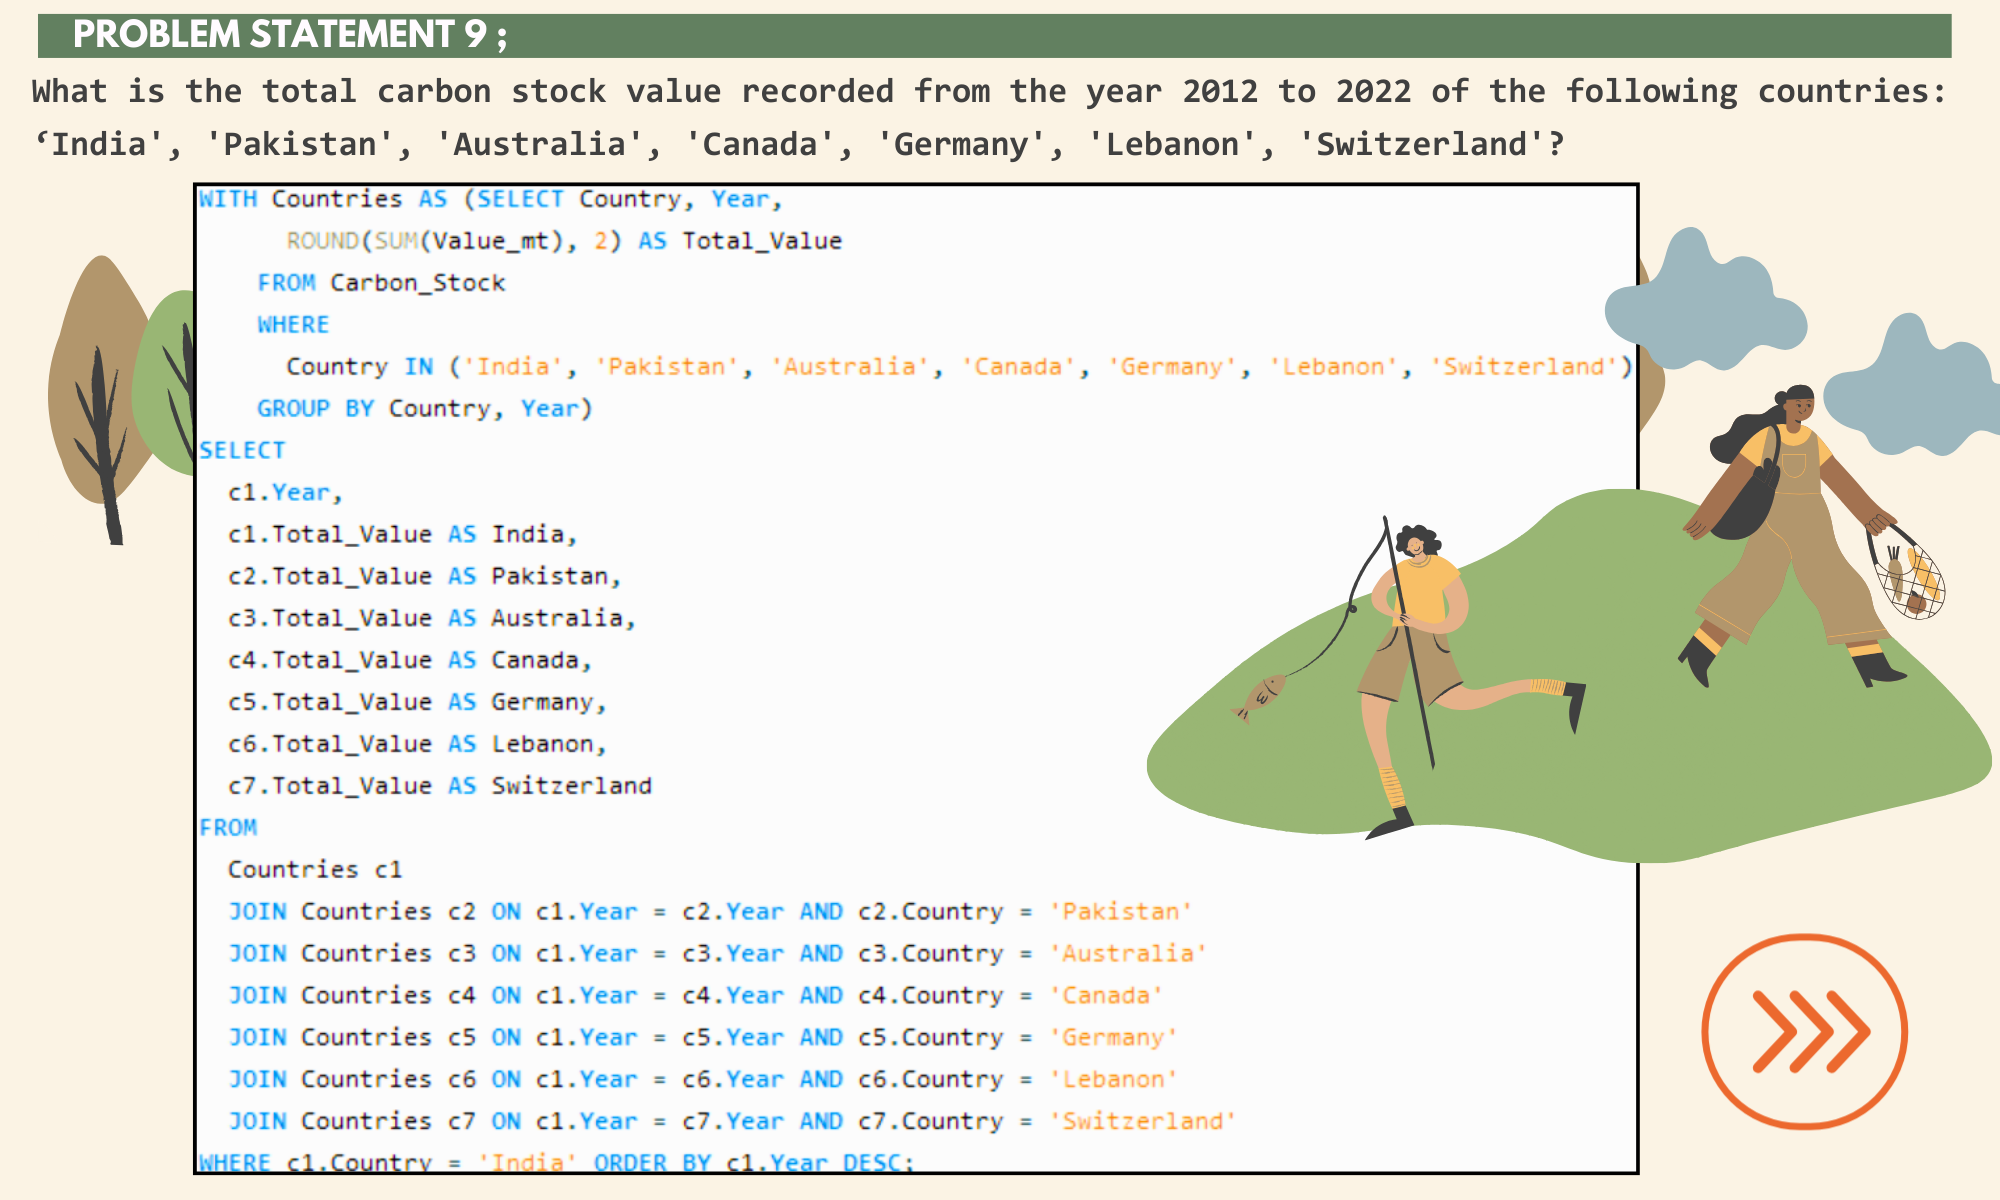 PROBLEM STATEMENT 9 ;
What is the total carbon stock value recorded from the year 2012 to 2022 of the following countries:
‘India', 'Pakistan', 'Australia', 'Canada', 'Germany', 'Lebanon', 'Switzerland'?
WITH Countries AS (SELECT Country, Year,
ROUND(SUM(Value_mt), 2) AS Total_Value
FROM Carbon_Stock
WHERE
Country IN ('India', 'Pakistan', 'Australia', 'Canada', 'Germany', 'Lebanon', 'Switzerland')
GROUP BY Country, Year)
SELECT
c1.Year,
c1.Total_Value AS India,
c2.Total_Value AS Pakistan,
c3.Total_Value AS Australia,
c4.Total_Value AS Canada,
c5.Total_Value AS Germany,
c6.Total_Value AS Lebanon,
c7.Total_Value AS Switzerland
FROM
Countries c1
JOIN Countries c2 ON c1.Year = c2.Year AND c2.Country = 'Pakistan'
JOIN Countries c3 ON c1.Year = c3.Year AND c3.Country = 'Australia'
JOIN Countries c4 ON c1.Year = c4.Year AND c4.Country = 'Canada'
JOIN Countries c5 ON c1.Year = c5.Year AND c5.Country = 'Germany'
JOIN Countries c6 ON c1.Year = c6.Year AND c6.Country = 'Lebanon'
JOIN Countries c7 ON c1.Year = c7.Year AND c7.Country = 'Switzerland'
WHERE c1.Country = 'India' ORDER BY c1.Year DESC;